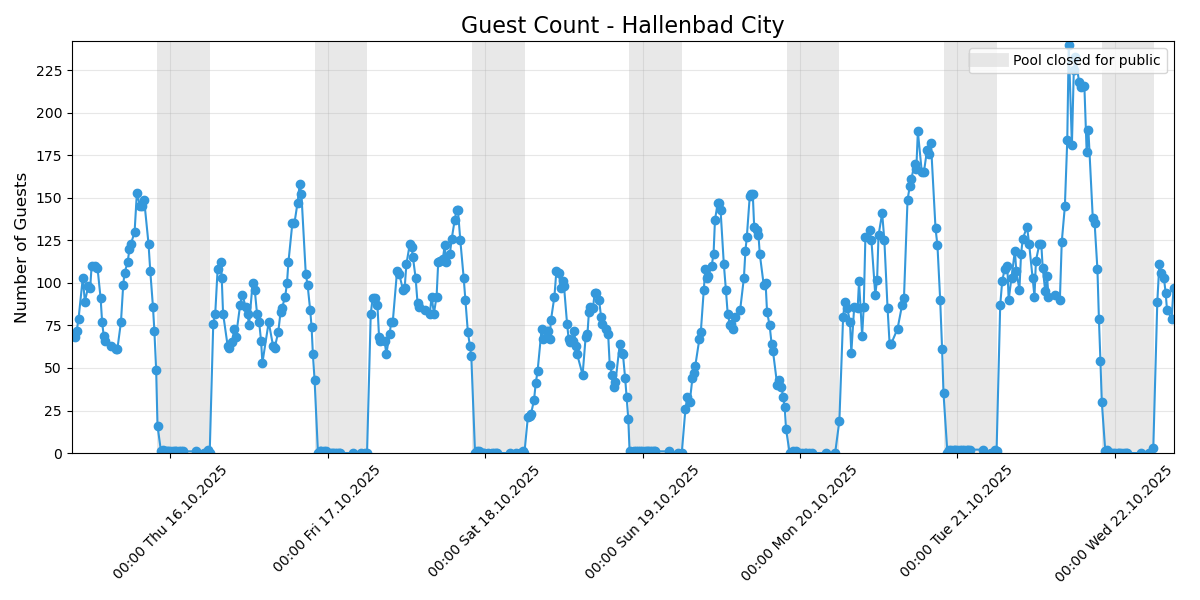 Guest Count - Hallenbad City
Pool closed for public
Number of Guests
225
200
175
150
125
100
75
50
25
0
00:00 Thu 16.10.2025
00:00 Fri 17.10.2025
00:00 Sat 18.10.2025
00:00 Sun 19.10.2025
00:00 Mon 20.10.2025
00:00 Tue 21.10.2025
00:00 Wed 22.10.2025